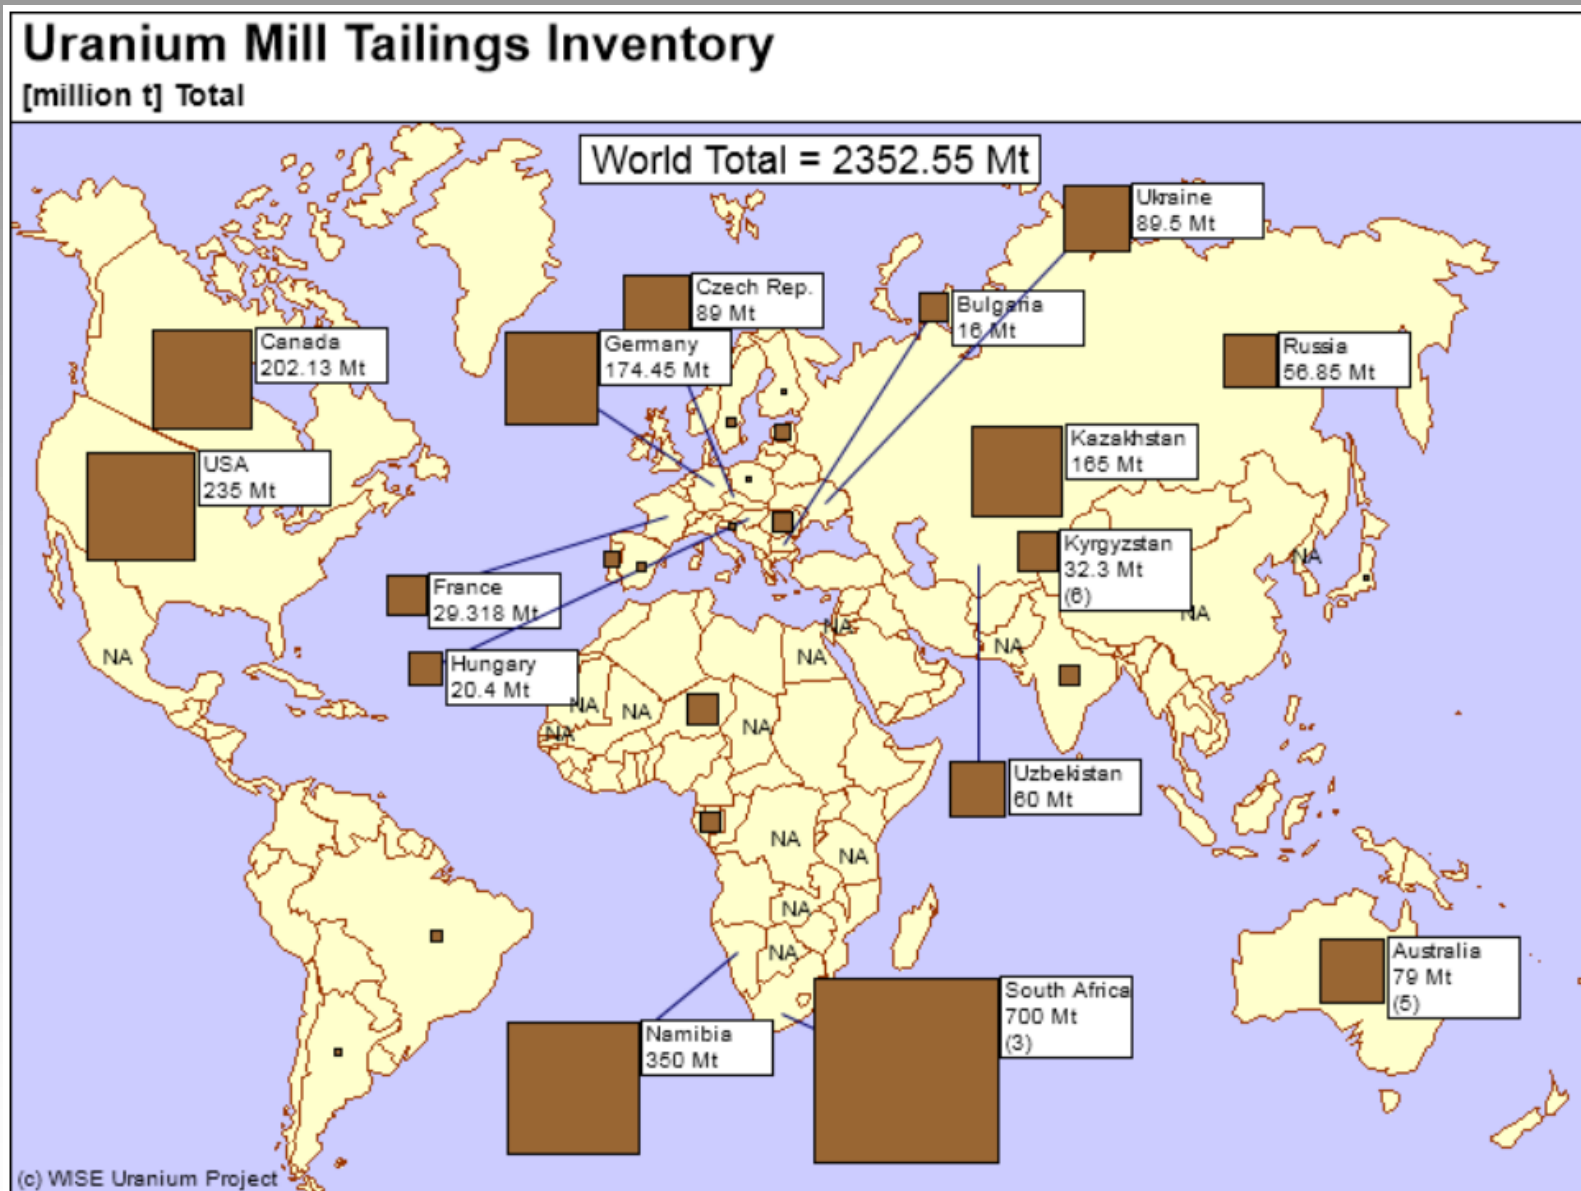 Uranium Mill Tailings Inventory
[million t] Total
World Total = 2352.55 Mt
Ukraine
89.5 Mt
Czech Rep.
89 Mt
Bulgaria
16 Mt
Canada
202.13 Mt
Germany
174.45 Mt
Russia
56.85 Mt
USA
235 Mt
Kazakhstan
165 Mt
Kyrgyzstan
32.3 Mt
(6)
NA
France
29.318 Mt
NA
NA
NA
NA
NA
Hungary
20.4 Mt
NA
NA
NA
NA
NA
Uzbekistan
60 Mt
NA
NA
NA
NA
Australia
79 Mt
(5)
South Africa
700 Mt
(3)
Namibia
350 Mt
(c) WISE Uranium Project